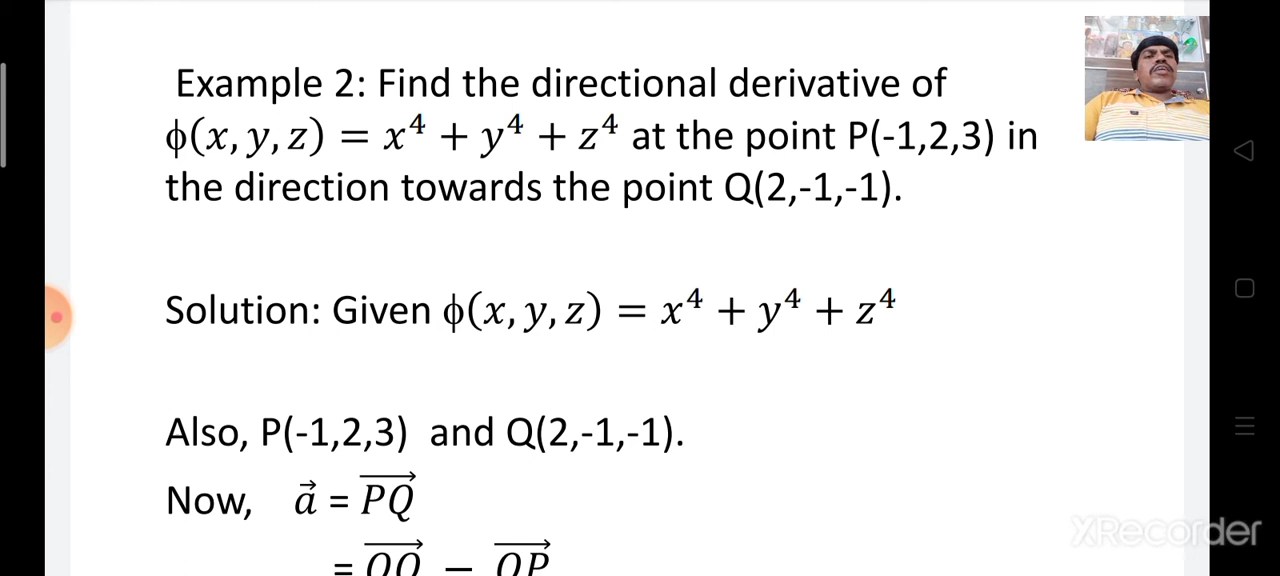 Example 2: Find the directional derivative of
ϕ(x, y, z) = x⁴ + y⁴ + z⁴ at the point P(-1,2,3) in
the direction towards the point Q(2,-1,-1).
Solution: Given ϕ(x, y, z) = x⁴ + y⁴ + z⁴
Also, P(-1,2,3) and Q(2,-1,-1).
Now, a⃗ = P͞Q⃗
= O͞Q⃗ − O͞P⃗
XRecorder